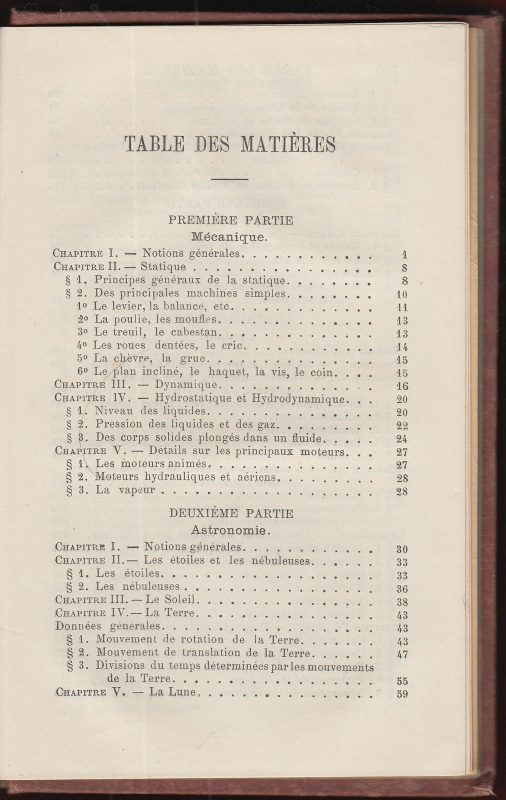 TABLE DES MATIÈRES
PREMIÈRE PARTIE
Mécanique.
CHAPITRE I. — Notions générales. . . . . . . . . . . . 1
CHAPITRE II. — Statique . . . . . . . . . . . . . . . . 8
§ 1. Principes généraux de la statique. . . . . . . . 8
§ 2. Des principales machines simples. . . . . . . . 10
1º Le levier, la balance, etc. . . . . . . . . . . . 11
2º La poulie, les moufles. . . . . . . . . . . . . 13
3º Le treuil, le cabestan. . . . . . . . . . . . . 13
4º Les roues dentées, le cric. . . . . . . . . . . 14
5º La chèvre, la grue. . . . . . . . . . . . . . 15
6º Le plan incliné, le haquet, la vis, le coin. . . . 15
CHAPITRE III. — Dynamique. . . . . . . . . . . . . . 16
CHAPITRE IV. — Hydrostatique et Hydrodynamique. . . 20
§ 1. Niveau des liquides. . . . . . . . . . . . . . 20
§ 2. Pression des liquides et des gaz. . . . . . . . . 22
§ 3. Des corps solides plongés dans un fluide. . . . . 24
CHAPITRE V. — Détails sur les principaux moteurs. . . 27
§ 1. Les moteurs animés. . . . . . . . . . . . . . 27
§ 2. Moteurs hydrauliques et aériens. . . . . . . . . 28
§ 3. La vapeur . . . . . . . . . . . . . . . . . . 28
DEUXIÈME PARTIE
Astronomie.
CHAPITRE I. — Notions générales. . . . . . . . . . . . 30
CHAPITRE II. — Les étoiles et les nébuleuses. . . . . . 33
§ 1. Les étoiles. . . . . . . . . . . . . . . . . . 33
§ 2. Les nébuleuses . . . . . . . . . . . . . . . . 36
CHAPITRE III. — Le Soleil. . . . . . . . . . . . . . . 38
CHAPITRE IV. — La Terre. . . . . . . . . . . . . . . 43
Données générales. . . . . . . . . . . . . . . . . . 43
§ 1. Mouvement de rotation de la Terre. . . . . . . 43
§ 2. Mouvement de translation de la Terre. . . . . . 47
§ 3. Divisions du temps déterminées par les mouvements
de la Terre. . . . . . . . . . . . . . . . . . 55
CHAPITRE V. — La Lune. . . . . . . . . . . . . . . . 59